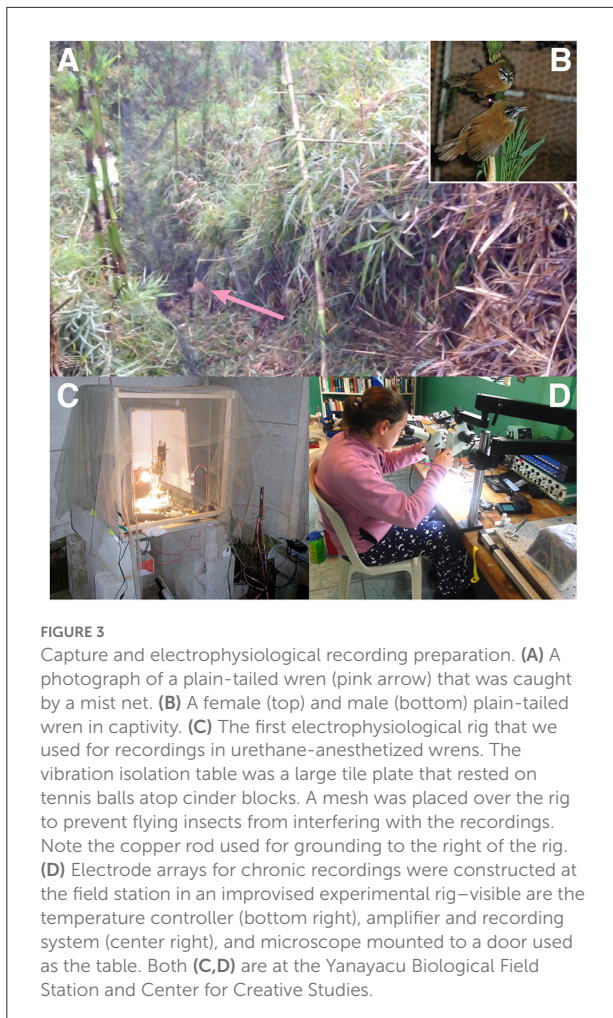 A
B
C
D
FIGURE 3
Capture and electrophysiological recording preparation. (A) A
photograph of a plain-tailed wren (pink arrow) that was caught
by a mist net. (B) A female (top) and male (bottom) plain-tailed
wren in captivity. (C) The first electrophysiological rig that we
used for recordings in urethane-anesthetized wrens. The
vibration isolation table was a large tile plate that rested on
tennis balls atop cinder blocks. A mesh was placed over the rig
to prevent flying insects from interfering with the recordings.
Note the copper rod used for grounding to the right of the rig.
(D) Electrode arrays for chronic recordings were constructed at
the field station in an improvised experimental rig–visible are the
temperature controller (bottom right), amplifier and recording
system (center right), and microscope mounted to a door used
as the table. Both (C,D) are at the Yanayacu Biological Field
Station and Center for Creative Studies.